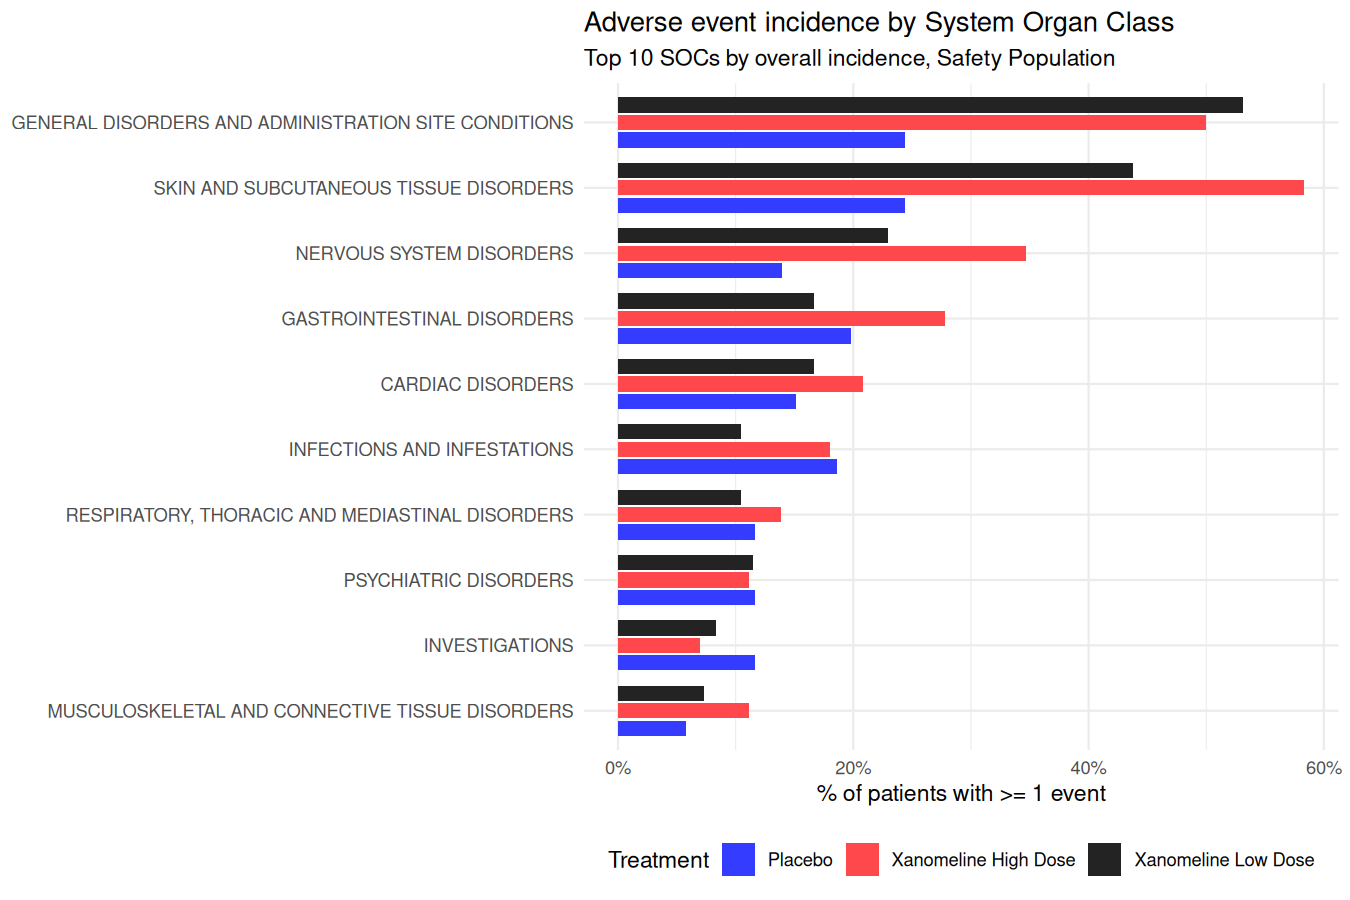 Adverse event incidence by System Organ Class
Top 10 SOCs by overall incidence, Safety Population
GENERAL DISORDERS AND ADMINISTRATION SITE CONDITIONS
SKIN AND SUBCUTANEOUS TISSUE DISORDERS
NERVOUS SYSTEM DISORDERS
GASTROINTESTINAL DISORDERS
CARDIAC DISORDERS
INFECTIONS AND INFESTATIONS
RESPIRATORY, THORACIC AND MEDIASTINAL DISORDERS
PSYCHIATRIC DISORDERS
INVESTIGATIONS
MUSCULOSKELETAL AND CONNECTIVE TISSUE DISORDERS
0% 20% 40% 60%
% of patients with >= 1 event
Treatment Placebo Xanomeline High Dose Xanomeline Low Dose